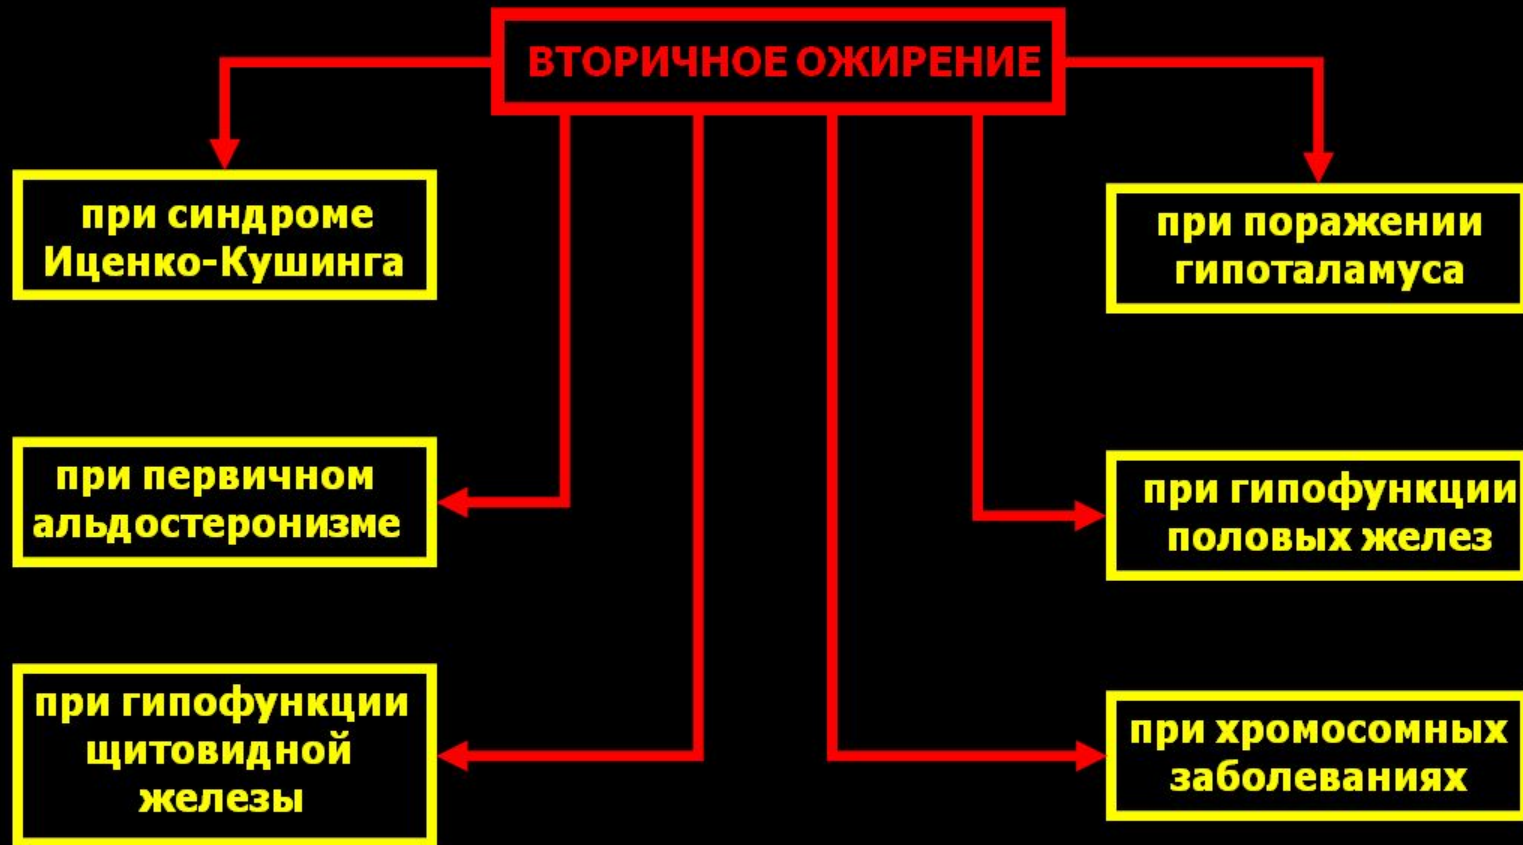 ВТОРИЧНОЕ ОЖИРЕНИЕ
при синдроме
Иценко-Кушинга
при поражении
гипоталамуса
при первичном
альдостеронизме
при гипофункции
половых желез
при гипофункции
щитовидной
железы
при хромосомных
заболеваниях